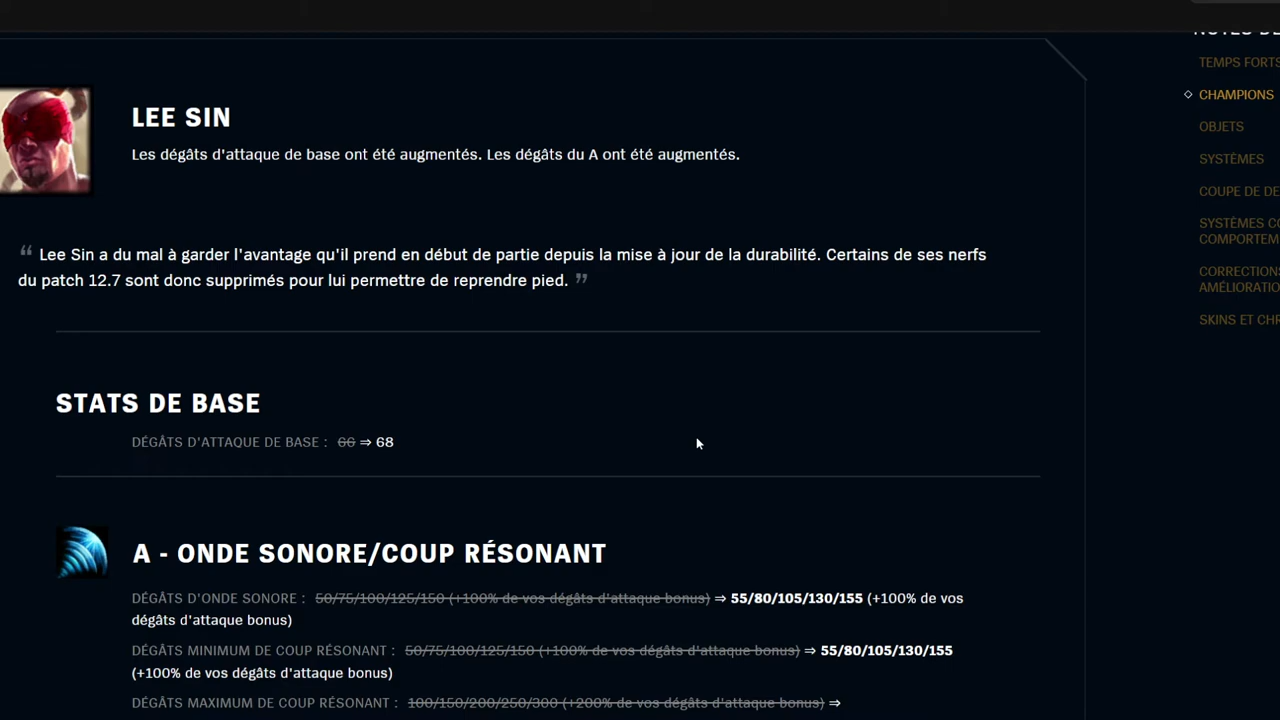 TEMPS FORTS
CHAMPIONS
OBJETS
SYSTÈMES
COUPE DE DE
SYSTÈMES CO
COMPORTEM
CORRECTION
AMÉLIORATIO
SKINS ET CHR
LEE SIN
Les dégâts d'attaque de base ont été augmentés. Les dégâts du A ont été augmentés.
“ Lee Sin a du mal à garder l'avantage qu'il prend en début de partie depuis la mise à jour de la durabilité. Certains de ses nerfs
du patch 12.7 sont donc supprimés pour lui permettre de reprendre pied. ”
STATS DE BASE
DÉGÂTS D'ATTAQUE DE BASE : 66 ⇒ 68
A - ONDE SONORE/COUP RÉSONANT
DÉGÂTS D'ONDE SONORE : 50/75/100/125/150 (+100% de vos dégâts d'attaque bonus) ⇒ 55/80/105/130/155 (+100% de vos
dégâts d'attaque bonus)
DÉGÂTS MINIMUM DE COUP RÉSONANT : 50/75/100/125/150 (+100% de vos dégâts d'attaque bonus) ⇒ 55/80/105/130/155
(+100% de vos dégâts d'attaque bonus)
DÉGÂTS MAXIMUM DE COUP RÉSONANT : 100/150/200/250/300 (+200% de vos dégâts d'attaque bonus) ⇒